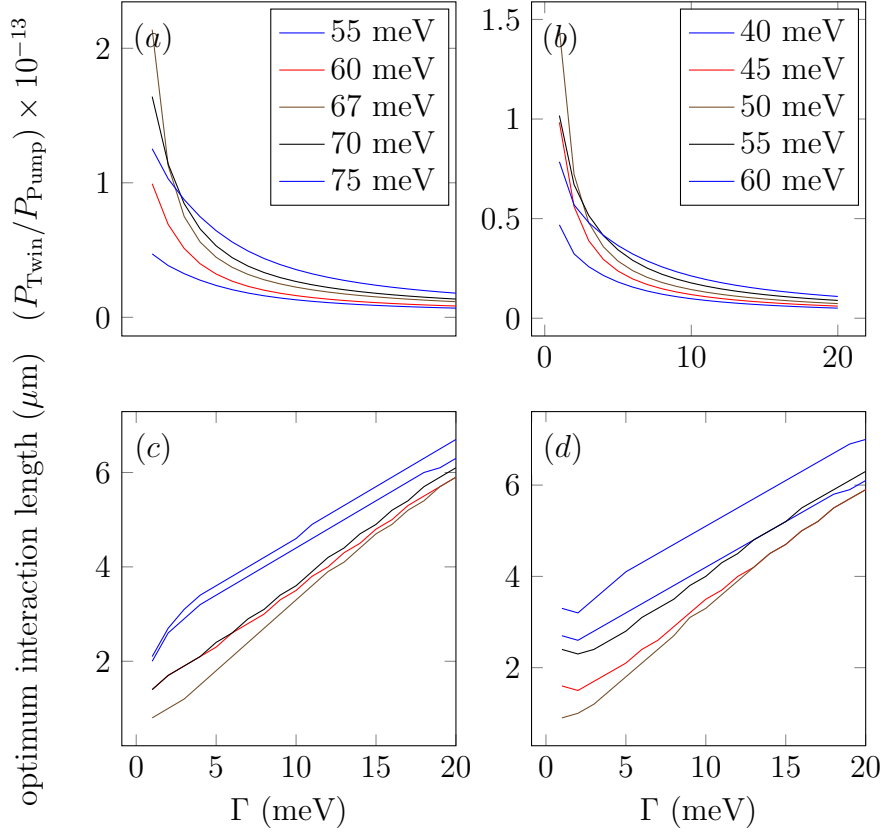 (P_Twin/P_Pump) × 10^−13
optimum interaction length (μm)
(a)
55 meV
60 meV
67 meV
70 meV
75 meV
2
1
0
(b)
40 meV
45 meV
50 meV
55 meV
60 meV
1.5
1
0.5
0
0 10 20
(c)
6
4
2
0 5 10 15 20
Γ (meV)
(d)
6
4
2
0 5 10 15 20
Γ (meV)